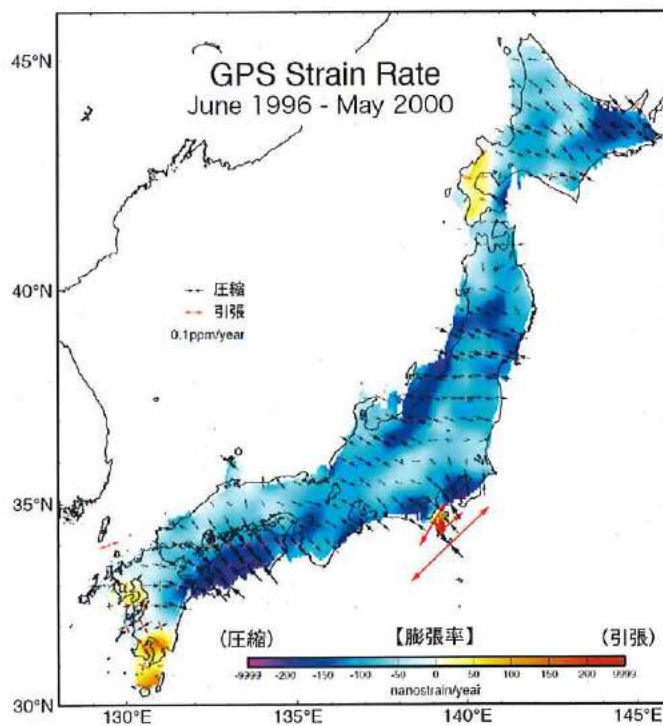 45°N
GPS Strain Rate
June 1996 - May 2000
40°N
圧縮
引張
0.1ppm/year
35°N
(圧縮) 【膨張率】 (引張)
-9999 -200 -150 -100 -50 0 50 100 150 200 9999
nanostrain/year
30°N
130°E 135°E 140°E 145°E